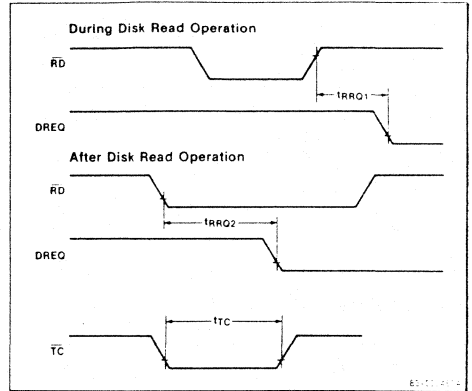 During Disk Read Operation
RD
tRRQ1
DREQ
After Disk Read Operation
RD
tRRQ2
DREQ
tTC
TC